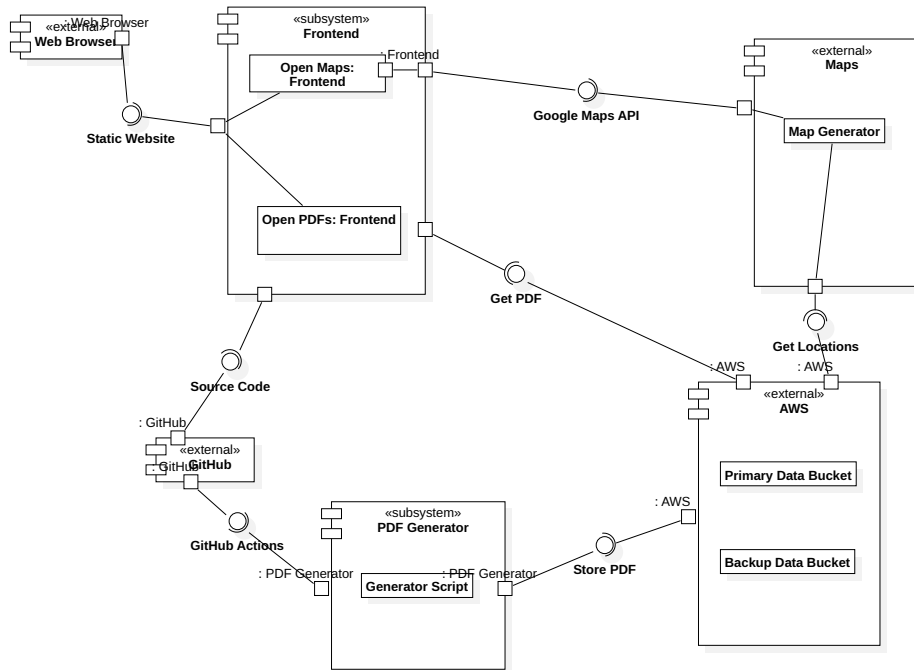 : Web Browser
«external»
Web Browser
«subsystem»
Frontend
: Frontend
Open Maps:
Frontend
«external»
Maps
Static Website
Google Maps API
Map Generator
Open PDFs: Frontend
Get PDF
Get Locations
Source Code
: AWS
: AWS
«external»
AWS
: GitHub
«external»
GitHub
: GitHub
Primary Data Bucket
: AWS
«subsystem»
PDF Generator
GitHub Actions
Store PDF
Backup Data Bucket
: PDF Generator
: PDF Generator
Generator Script